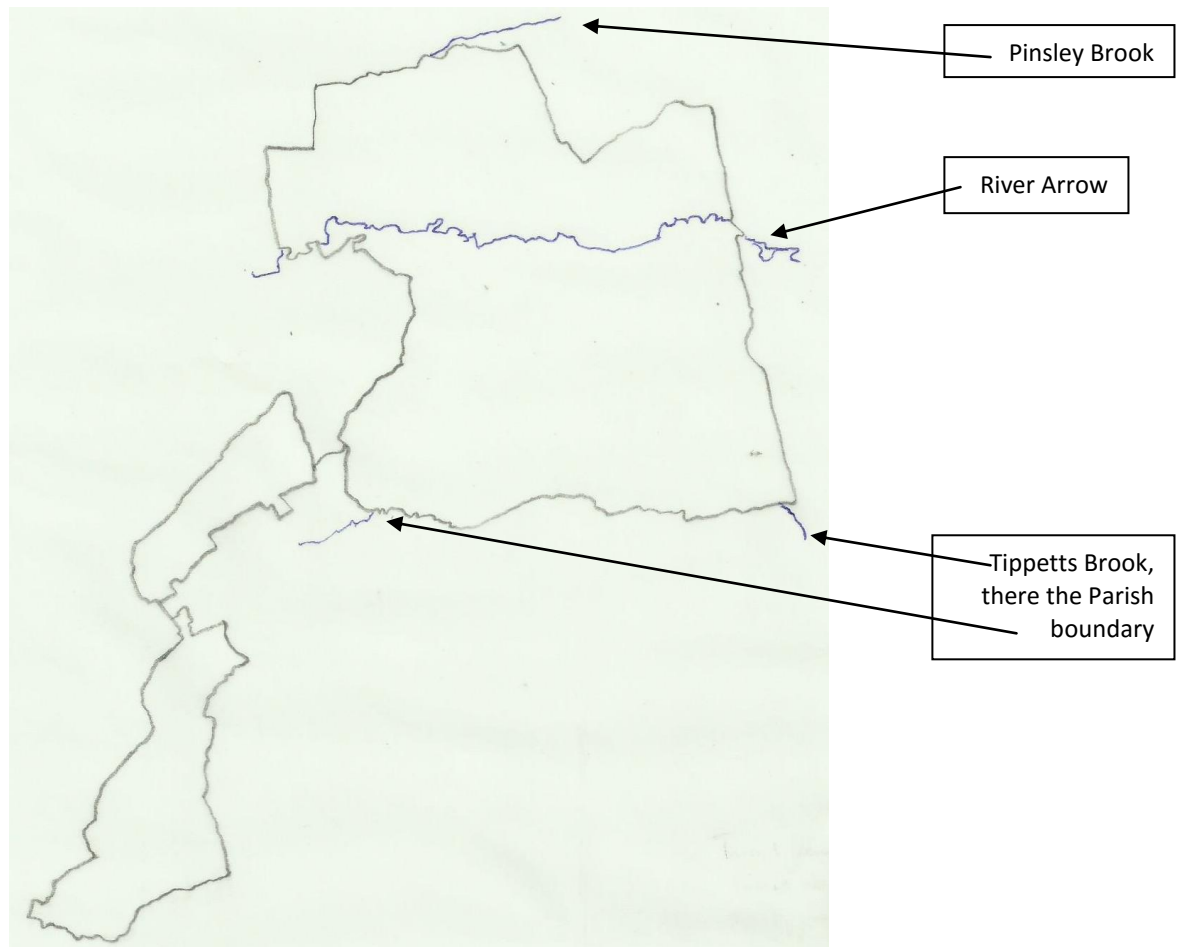 Pinsley Brook
River Arrow
Tippetts Brook,
there the Parish
boundary